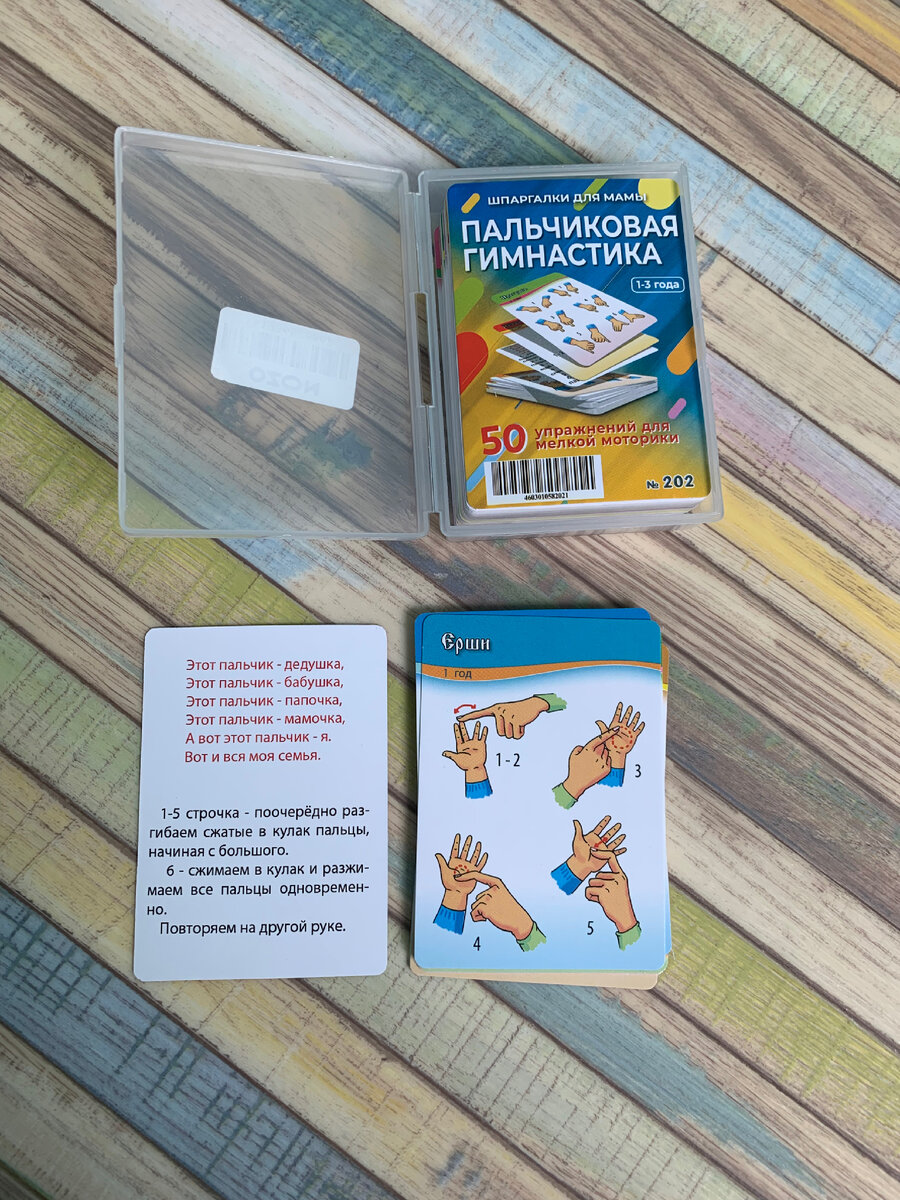 ШПАРГАЛКИ ДЛЯ МАМЫ
ПАЛЬЧИКОВАЯ
ГИМНАСТИКА
1-3 года
50 упражнений для
мелкой моторики
4603010582021
№ 202
OZON
Этот пальчик - дедушка,
Этот пальчик - бабушка,
Этот пальчик - папочка,
Этот пальчик - мамочка,
А вот этот пальчик - я.
Вот и вся моя семья.
1-5 строчка - поочерёдно раз-
гибаем сжатые в кулак пальцы,
начиная с большого.
6 - сжимаем в кулак и разжи-
маем все пальцы одновремен-
но.
Повторяем на другой руке.
Ерши
1 год
1-2
3
4
5